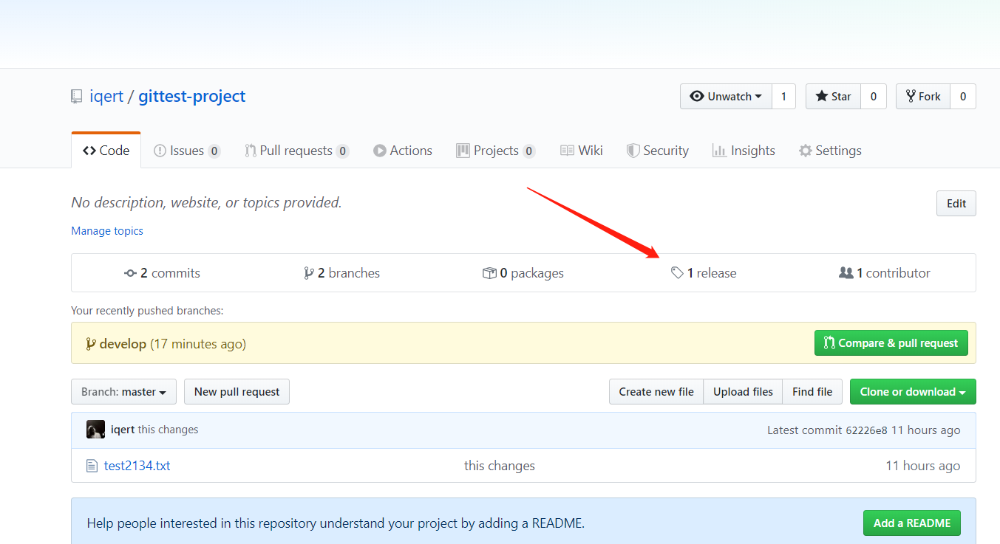 iqert / gittest-project
Unwatch 1 Star 0 Fork 0
Code Issues 0 Pull requests 0 Actions Projects 0 Wiki Security Insights Settings
No description, website, or topics provided. Edit
Manage topics
2 commits 2 branches 0 packages 1 release 1 contributor
Your recently pushed branches:
develop (17 minutes ago) Compare & pull request
Branch: master New pull request Create new file Upload files Find file Clone or download
iqert this changes Latest commit 62226e8 11 hours ago
test2134.txt this changes 11 hours ago
Help people interested in this repository understand your project by adding a README. Add a README